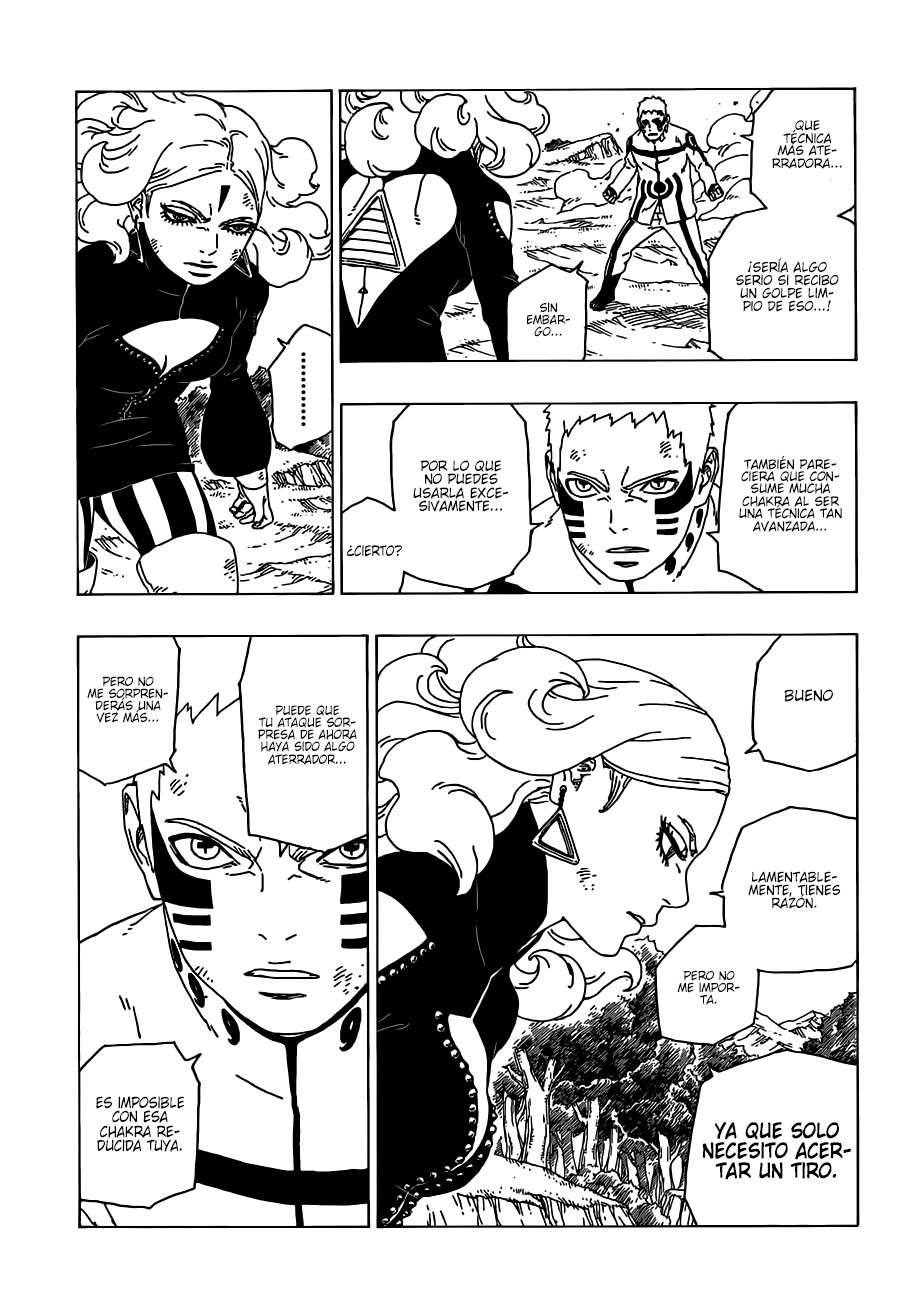 QUE
TÉCNICA
MÁS ATE-
RRADORA...
¡SERÍA ALGO
SERIO SI RECIBO
UN GOLPE LIM-
PIO DE ESO...!
SIN
EMBAR-
GO...
.........
TAMBIÉN PARE-
CIERA QUE CON-
SUME MUCHA
CHAKRA AL SER
UNA TÉCNICA TAN
AVANZADA...
POR LO QUE
NO PUEDES
USARLA EXCE-
SIVAMENTE...
¿CIERTO?
BUENO
LAMENTABLE-
MENTE, TIENES
RAZÓN.
PERO NO
ME IMPOR-
TA.
YA QUE SOLO
NECESITO ACER-
TAR UN TIRO.
PUEDE QUE
TU ATAQUE SOR-
PRESA DE AHORA
HAYA SIDO ALGO
ATERRADOR...
PERO NO
ME SORPREN-
DERÁS UNA
VEZ MÁS...
ES IMPOSIBLE
CON ESA
CHAKRA RE-
DUCIDA TUYA.